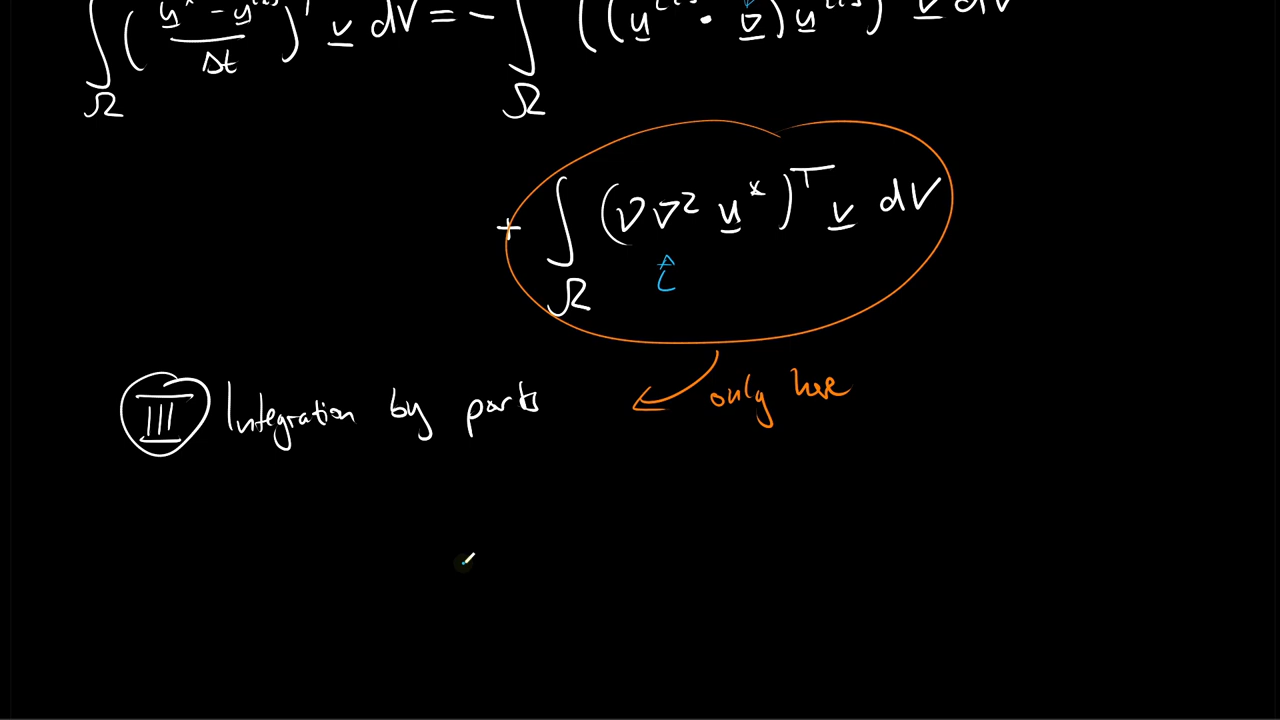 ∫_Ω ((u* - u^[t])/Δt)^T v dV = - ∫_Ω ((u^[t] · ∇) u^[t]) v dV
+ ∫_Ω (ν ∇² u*)^T v dV
î
III Integration by parts
only here